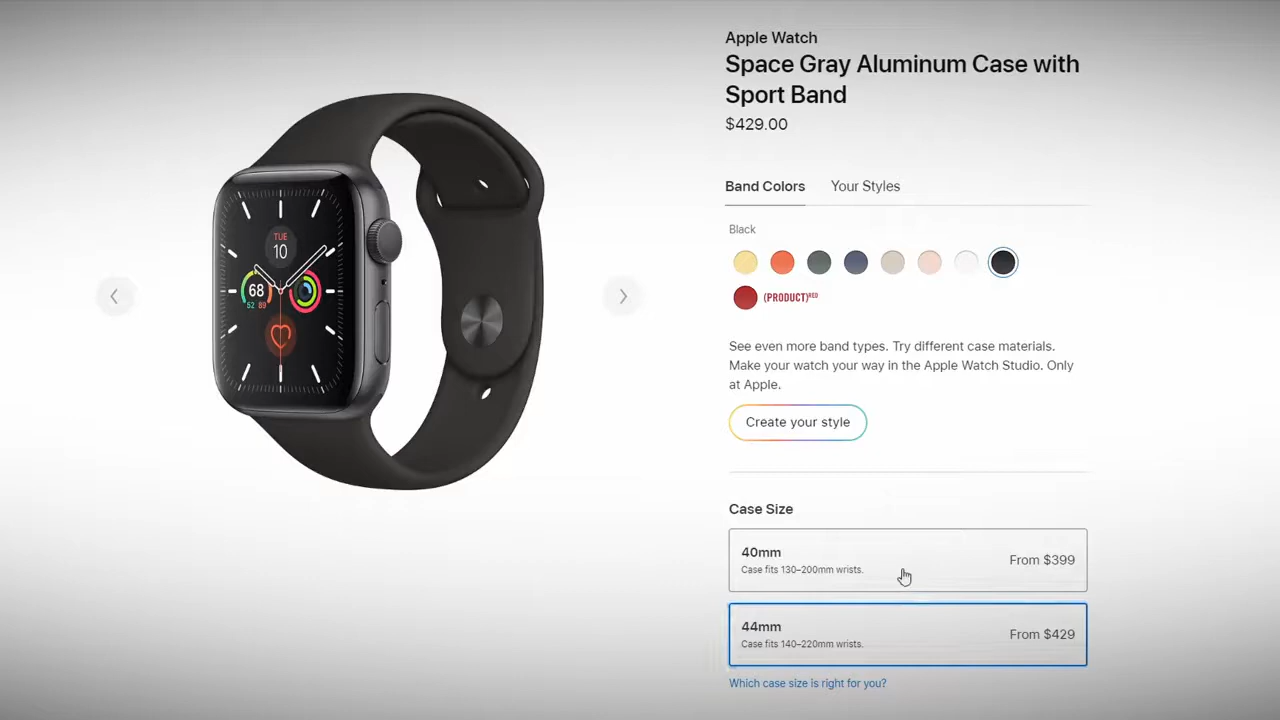 Apple Watch
Space Gray Aluminum Case with
Sport Band
$429.00
Band Colors
Your Styles
Black
(PRODUCT)RED
See even more band types. Try different case materials.
Make your watch your way in the Apple Watch Studio. Only
at Apple.
Create your style
Case Size
40mm
Case fits 130–200mm wrists.
From $399
44mm
Case fits 140–220mm wrists.
From $429
Which case size is right for you?
TUE
10
68
52 89